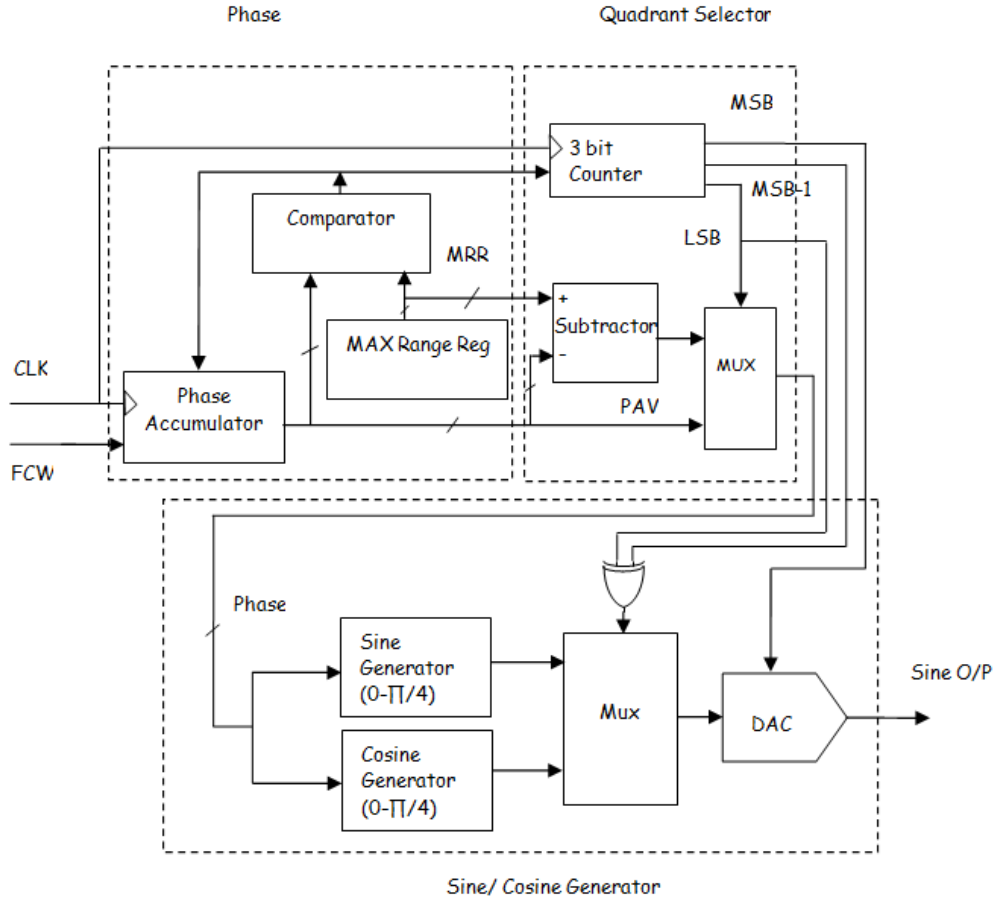 Phase
Quadrant Selector
MSB
3 bit
Counter
MSB-1
Comparator
LSB
MRR
+
Subtractor
-
MAX Range Reg
MUX
CLK
Phase
Accumulator
PAV
FCW
Phase
Sine
Generator
(0-∏/4)
Sine O/P
Mux
DAC
Cosine
Generator
(0-∏/4)
Sine/ Cosine Generator